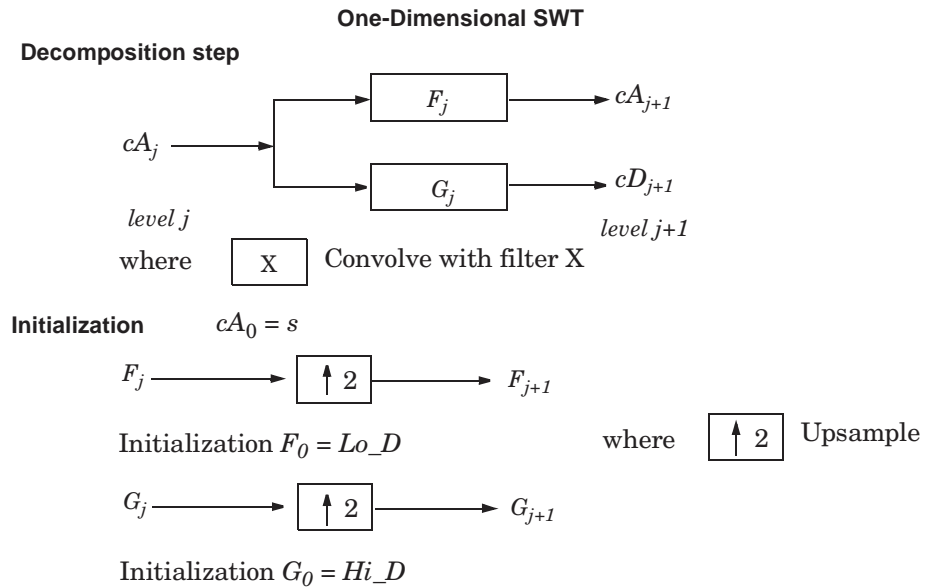 One-Dimensional SWT
Decomposition step
F_j
cA_{j+1}
cA_j
G_j
cD_{j+1}
level j
level j+1
where X Convolve with filter X
Initialization cA_0 = s
F_j ↑ 2 F_{j+1}
Initialization F_0 = Lo_D
where ↑ 2 Upsample
G_j ↑ 2 G_{j+1}
Initialization G_0 = Hi_D